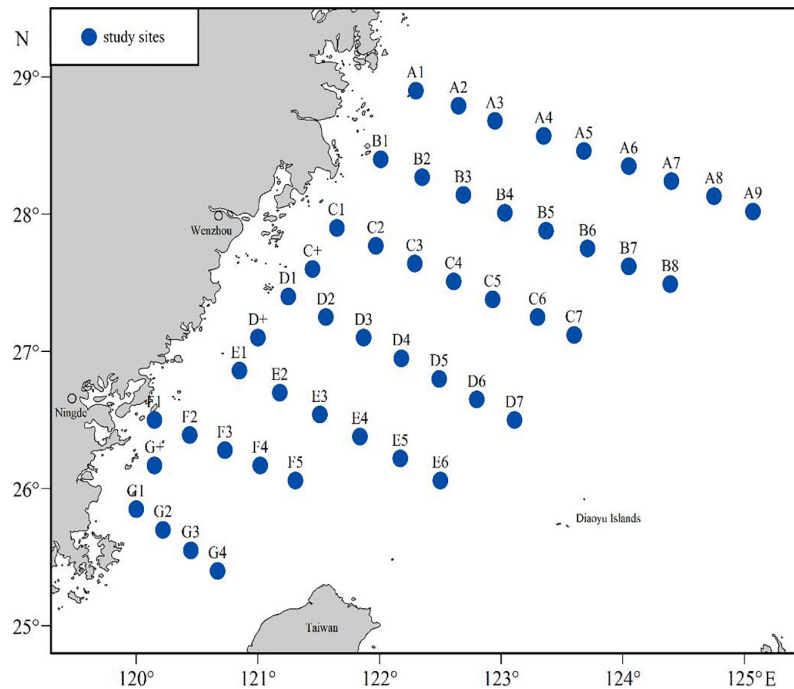 study sites
N
29°
A1
A2
A3
A4
A5
A6
A7
A8
A9
B1
B2
B3
B4
B5
B6
B7
B8
28°
Wenzhou
C1
C2
C3
C4
C5
C6
C7
C+
D1
D2
D3
D4
D5
D6
D7
D+
27°
E1
E2
E3
E4
E5
E6
Ningde
F1
F2
F3
F4
F5
G+
26°
G1
G2
G3
G4
Diaoyu Islands
25°
Taiwan
120°
121°
122°
123°
124°
125°E